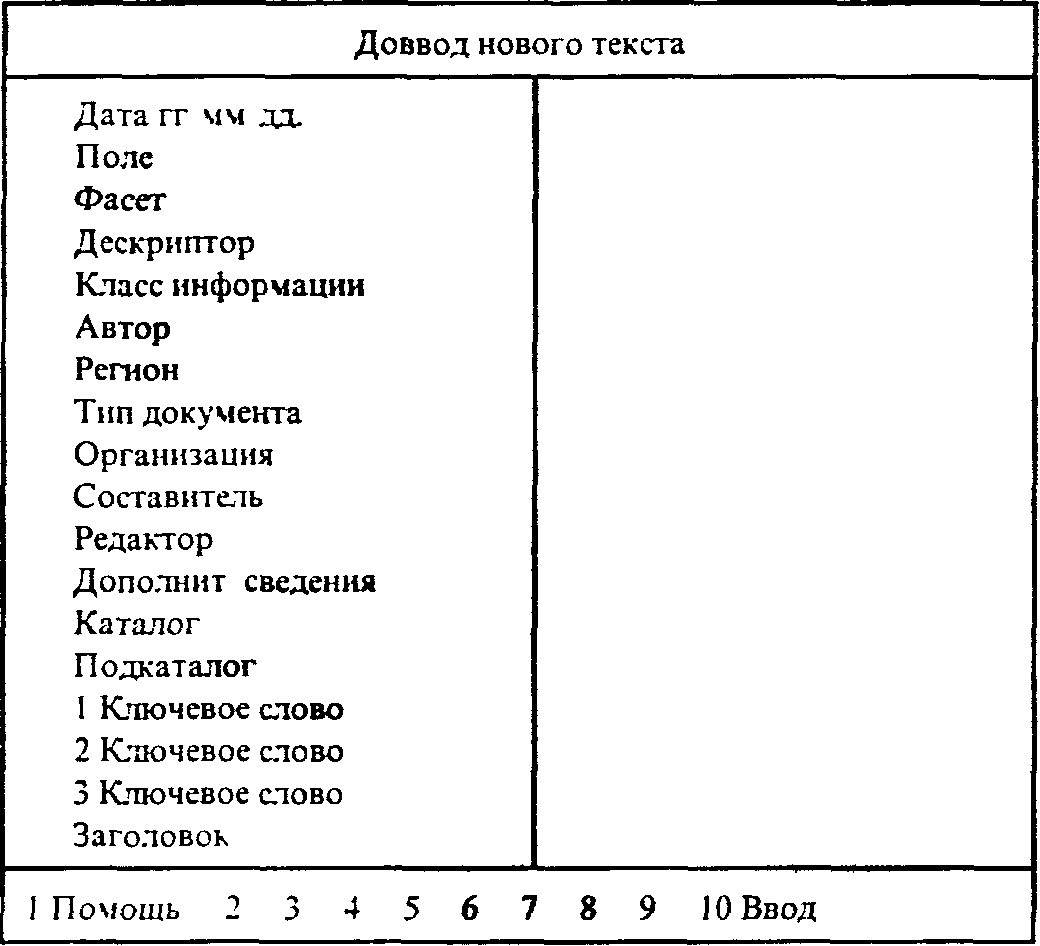 Доввод нового текста
Дата гг мм дд.
Поле
Фасет
Дескриптор
Класс информации
Автор
Регион
Тип документа
Организация
Составитель
Редактор
Дополнит сведения
Каталог
Подкаталог
1 Ключевое слово
2 Ключевое слово
3 Ключевое слово
Заголовок
1 Помощь 2 3 4 5 6 7 8 9 10 Ввод